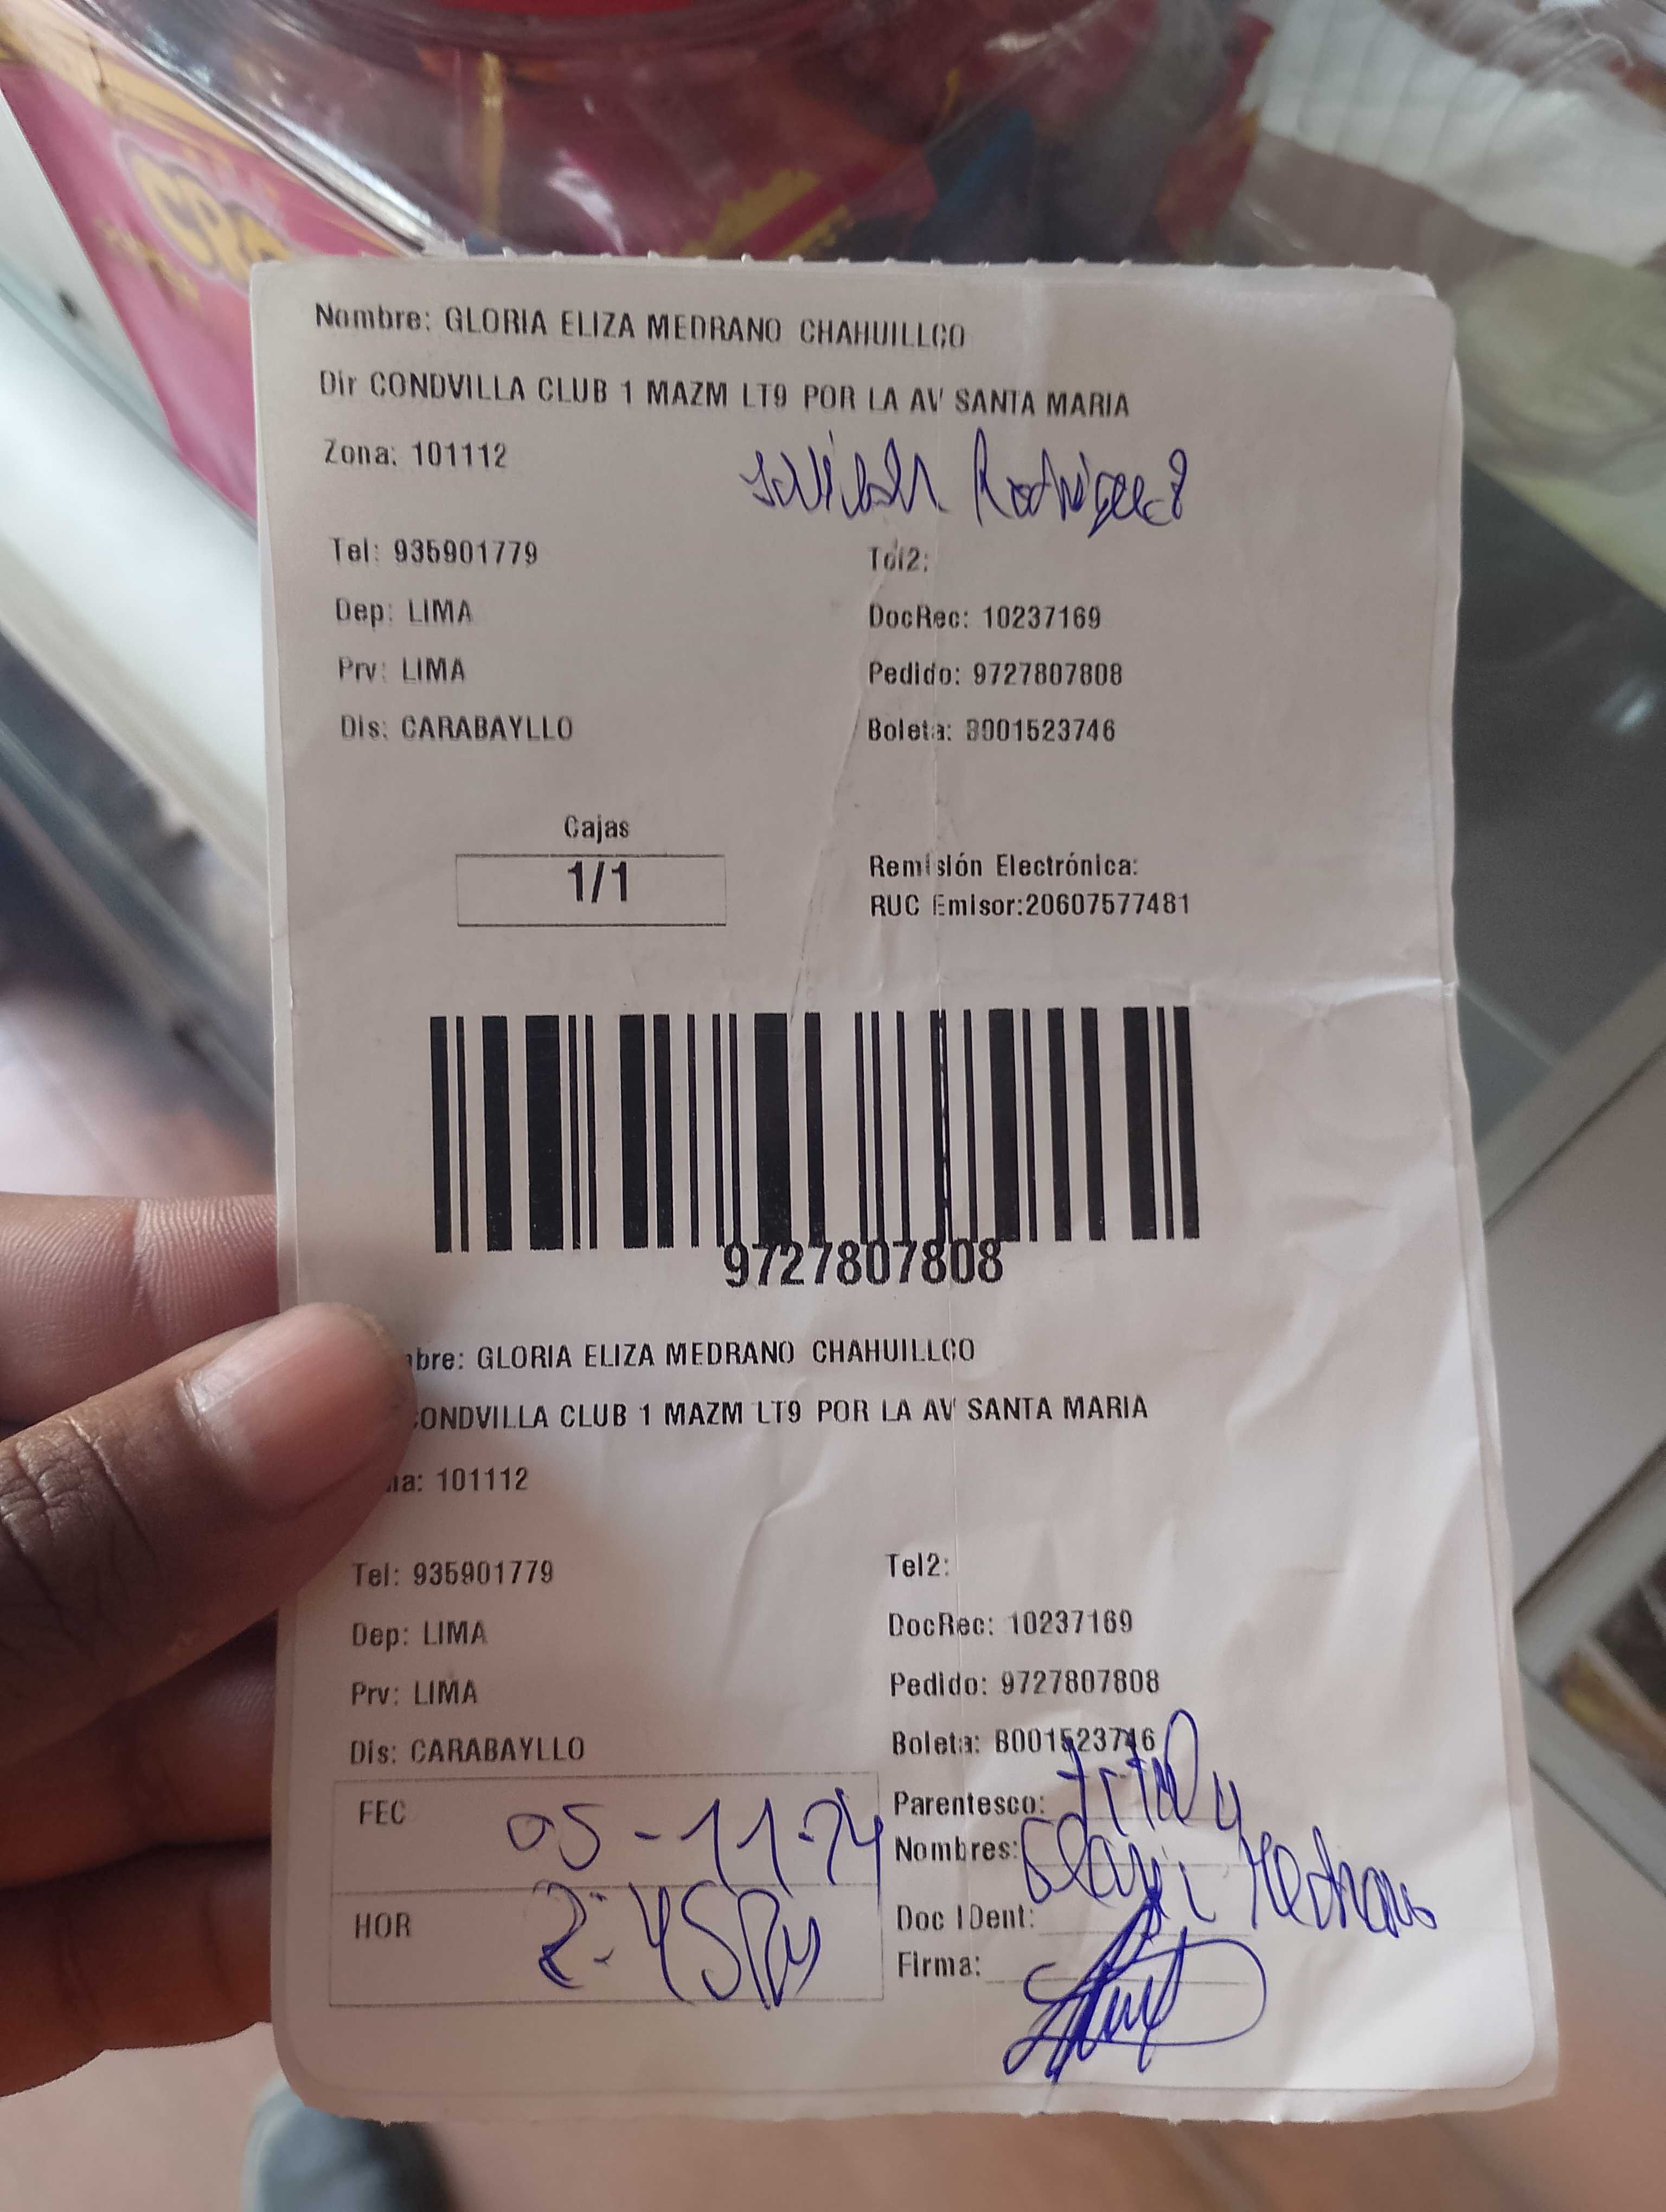 Nombre: GLORIA ELIZA MEDRANO CHAHUILLCO
Dir CONDVILLA CLUB 1 MAZM LT9 POR LA AV SANTA MARIA
Zona: 101112
Rodriguez
Tel: 935901779 Tel2:
Dep: LIMA DocRec: 10237169
Prv: LIMA Pedido: 9727807808
Dis: CARABAYLLO Boleta: B001523746
Cajas
1/1
Remisión Electrónica:
RUC Emisor:20607577481
9727807808
bre: GLORIA ELIZA MEDRANO CHAHUILLCO
ONDVILLA CLUB 1 MAZM LT9 POR LA AV SANTA MARIA
na: 101112
Tel: 935901779 Tel2:
Dep: LIMA DocRec: 10237169
Prv: LIMA Pedido: 9727807808
Dis: CARABAYLLO Boleta: B001523746
FEC 05-11-24 Parentesco:
Nombres: Medrano
HOR 2:45 Doc IDent:
Firma: